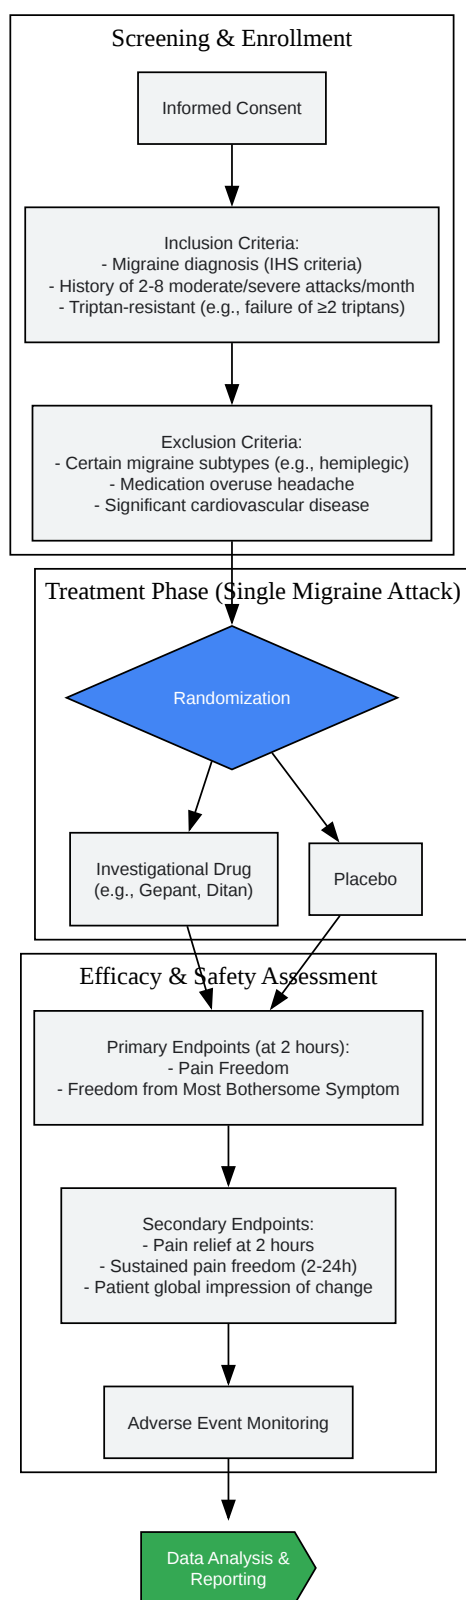 Screening & Enrollment
Informed Consent
Inclusion Criteria:
- Migraine diagnosis (IHS criteria)
- History of 2-8 moderate/severe attacks/month
- Triptan-resistant (e.g., failure of ≥2 triptans)
Exclusion Criteria:
- Certain migraine subtypes (e.g., hemiplegic)
- Medication overuse headache
- Significant cardiovascular disease
Treatment Phase (Single Migraine Attack)
Randomization
Investigational Drug
(e.g., Gepant, Ditan)
Placebo
Efficacy & Safety Assessment
Primary Endpoints (at 2 hours):
- Pain Freedom
- Freedom from Most Bothersome Symptom
Secondary Endpoints:
- Pain relief at 2 hours
- Sustained pain freedom (2-24h)
- Patient global impression of change
Adverse Event Monitoring
Data Analysis &
Reporting